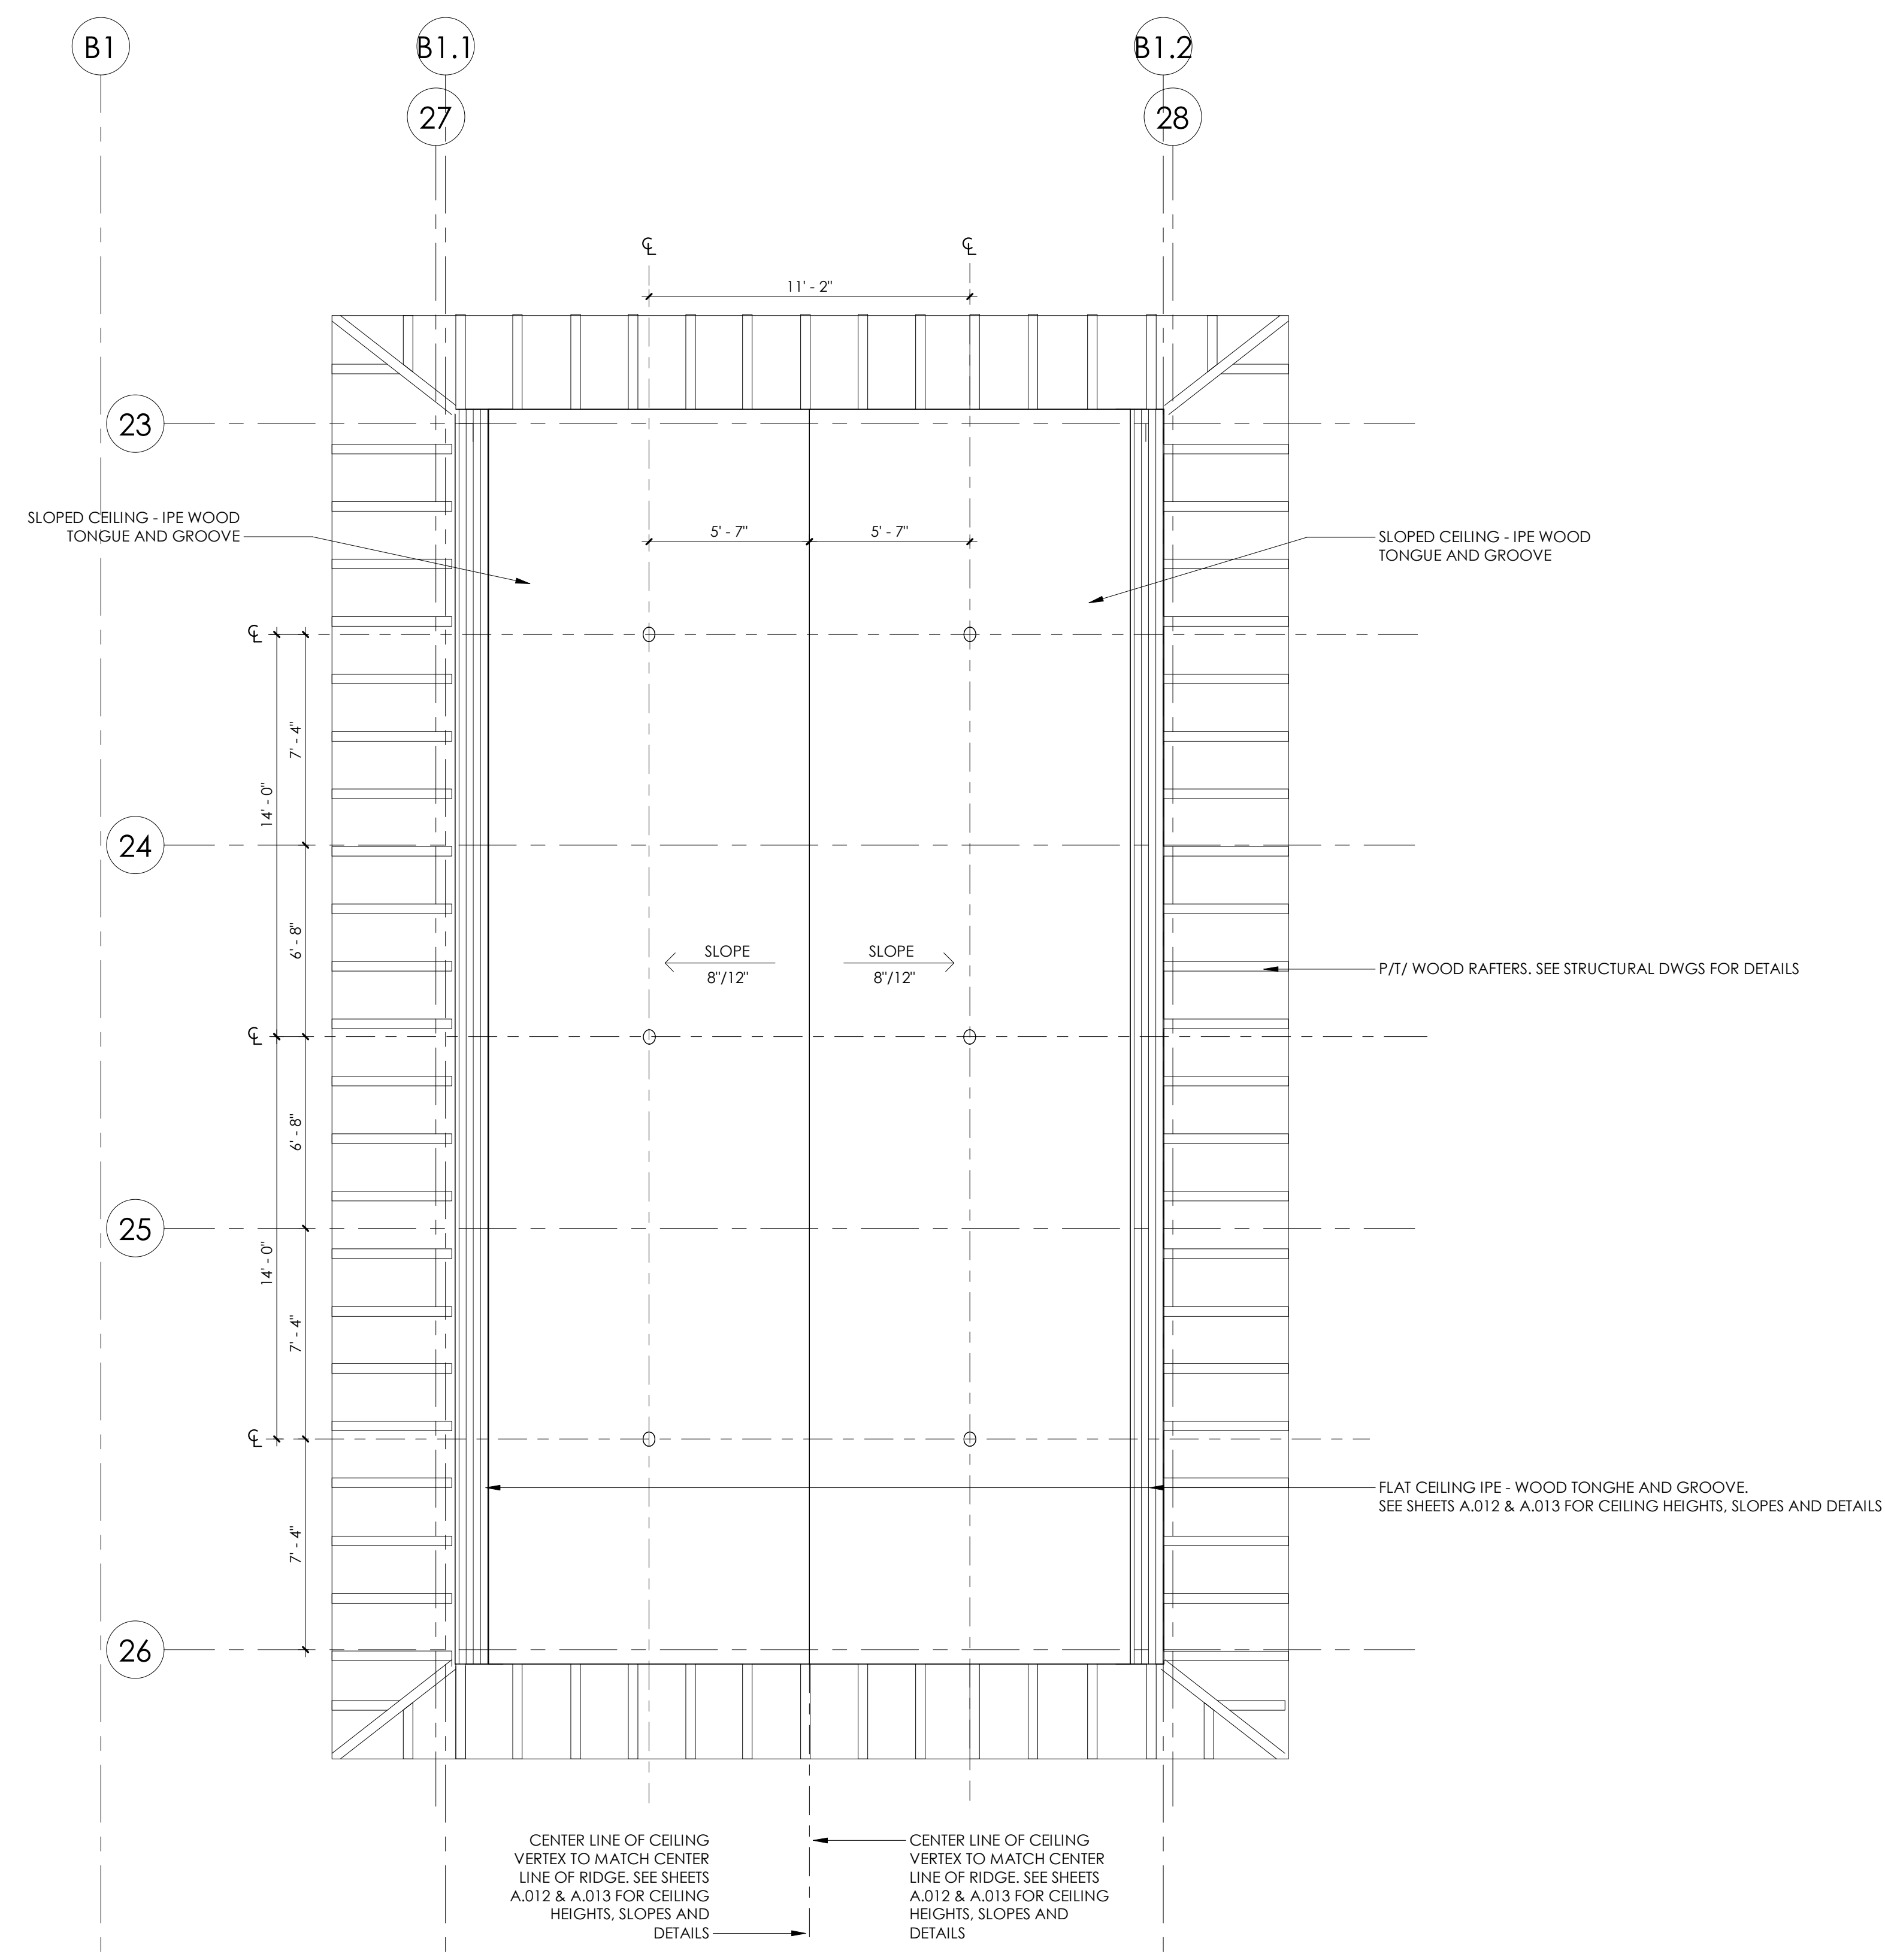 B1
B1.1
B1.2
27
28
℄
℄
11' - 2"
23
SLOPED CEILING - IPE WOOD
TONGUE AND GROOVE
5' - 7"
5' - 7"
SLOPED CEILING - IPE WOOD
TONGUE AND GROOVE
℄
7' - 4"
14' - 0"
24
6' - 8"
SLOPE
8"/12"
SLOPE
8"/12"
P/T/ WOOD RAFTERS. SEE STRUCTURAL DWGS FOR DETAILS
℄
6' - 8"
25
14' - 0"
7' - 4"
℄
FLAT CEILING IPE - WOOD TONGHE AND GROOVE.
SEE SHEETS A.012 & A.013 FOR CEILING HEIGHTS, SLOPES AND DETAILS
7' - 4"
26
CENTER LINE OF CEILING
VERTEX TO MATCH CENTER
LINE OF RIDGE. SEE SHEETS
A.012 & A.013 FOR CEILING
HEIGHTS, SLOPES AND
DETAILS
CENTER LINE OF CEILING
VERTEX TO MATCH CENTER
LINE OF RIDGE. SEE SHEETS
A.012 & A.013 FOR CEILING
HEIGHTS, SLOPES AND
DETAILS